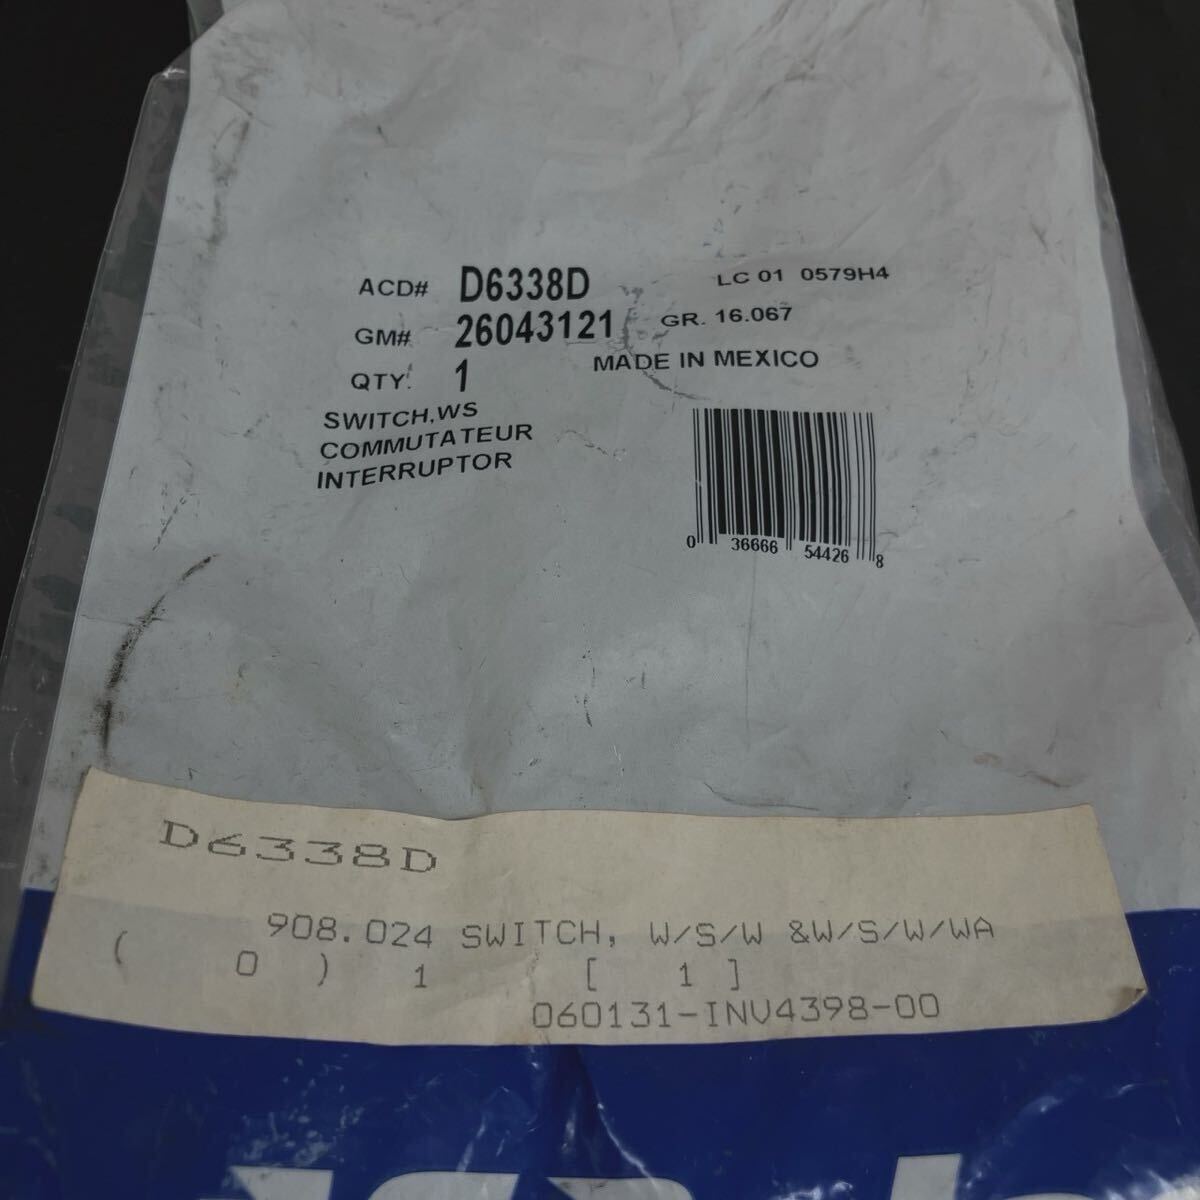 ACD# D6338D LC 01 0579H4
GM# 26043121 GR. 16.067
QTY: 1 MADE IN MEXICO
SWITCH,WS
COMMUTATEUR
INTERRUPTOR
0 36666 54426 8
D6338D
908.024 SWITCH, W/S/W &W/S/W/WA
( 0 ) 1 [ 1 ]
060131-INV4398-00